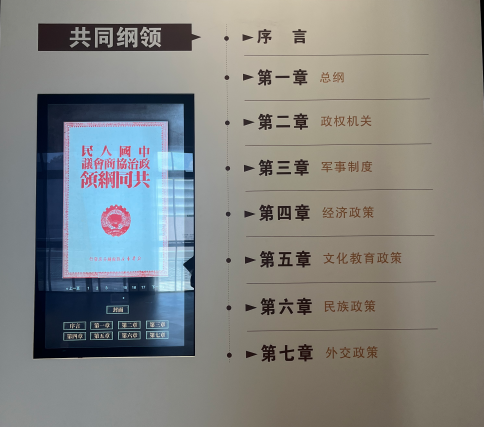 共同纲领
序 言
第一章 总纲
第二章 政权机关
第三章 军事制度
第四章 经济政策
第五章 文化教育政策
第六章 民族政策
第七章 外交政策
中國人民
政治協商會議
共同綱領
封面
序言 第一章 第二章 第三章
第四章 第五章 第六章 第七章